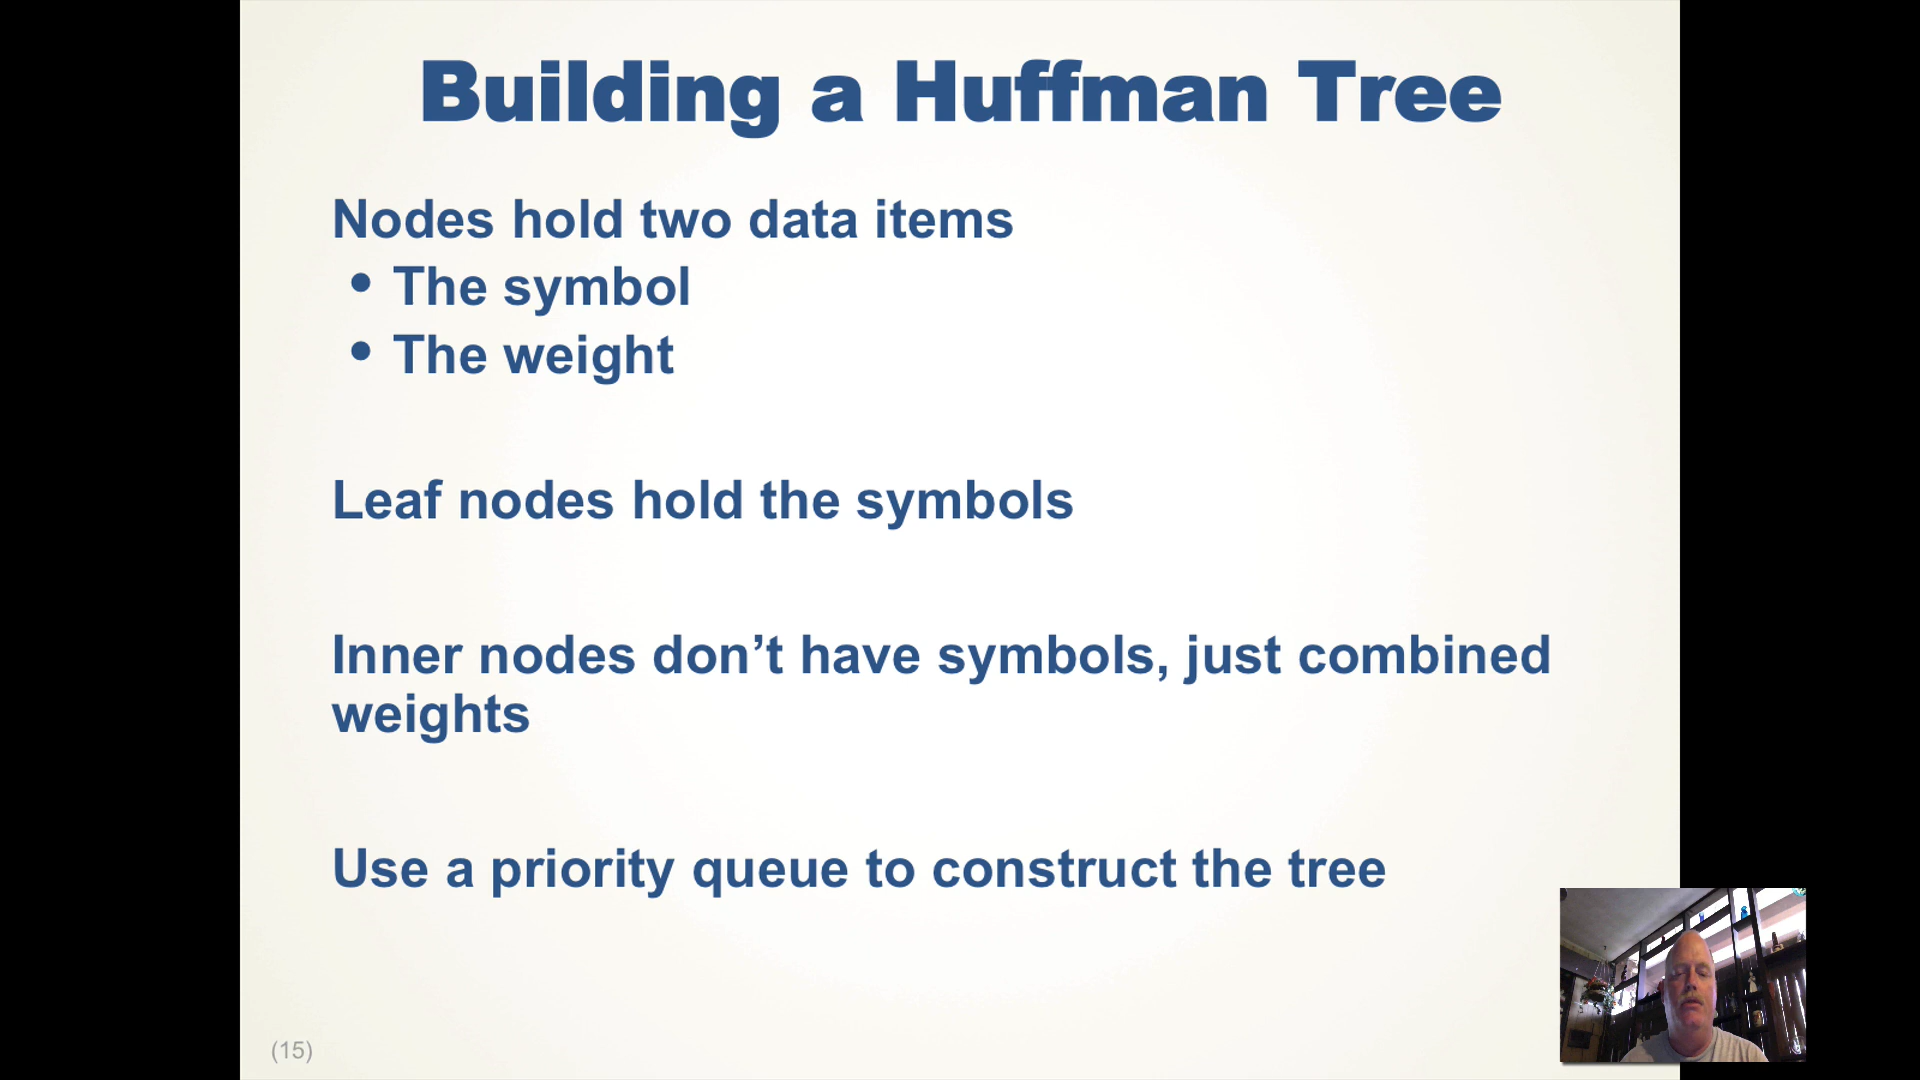 Building a Huffman Tree
Nodes hold two data items
• The symbol
• The weight
Leaf nodes hold the symbols
Inner nodes don’t have symbols, just combined
weights
Use a priority queue to construct the tree
(15)